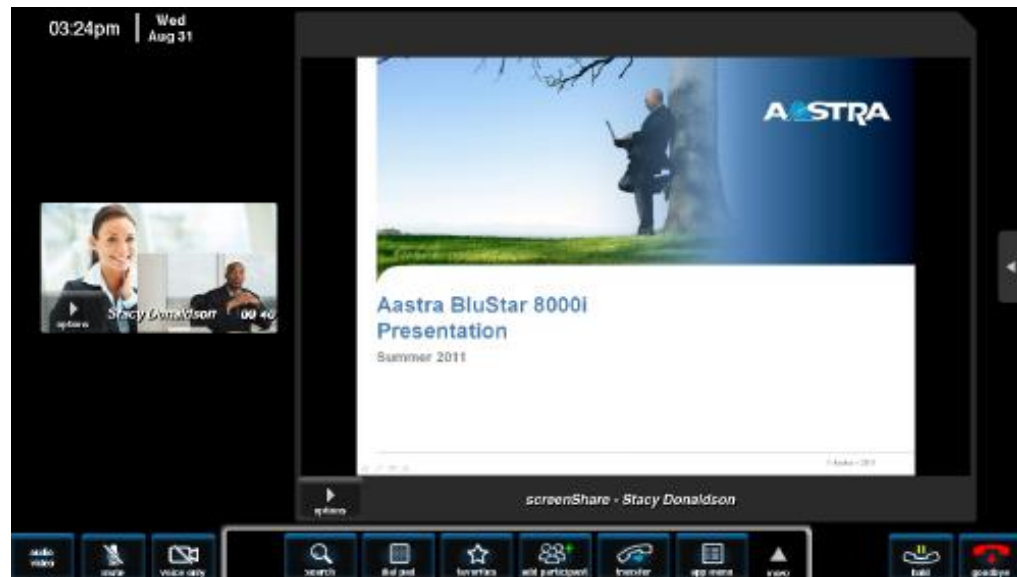 03:24pm
Wed
Aug 31
AASTRA
Aastra BluStar 8000i
Presentation
Summer 2011
options
Stacy Donaldson
options
screenShare - Stacy Donaldson
audio
video
mute
voice only
search
dial pad
favorites
add participant
transfer
app menu
hold
goodbye